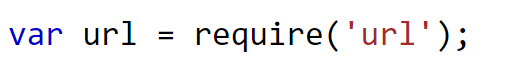 var url = require('url');